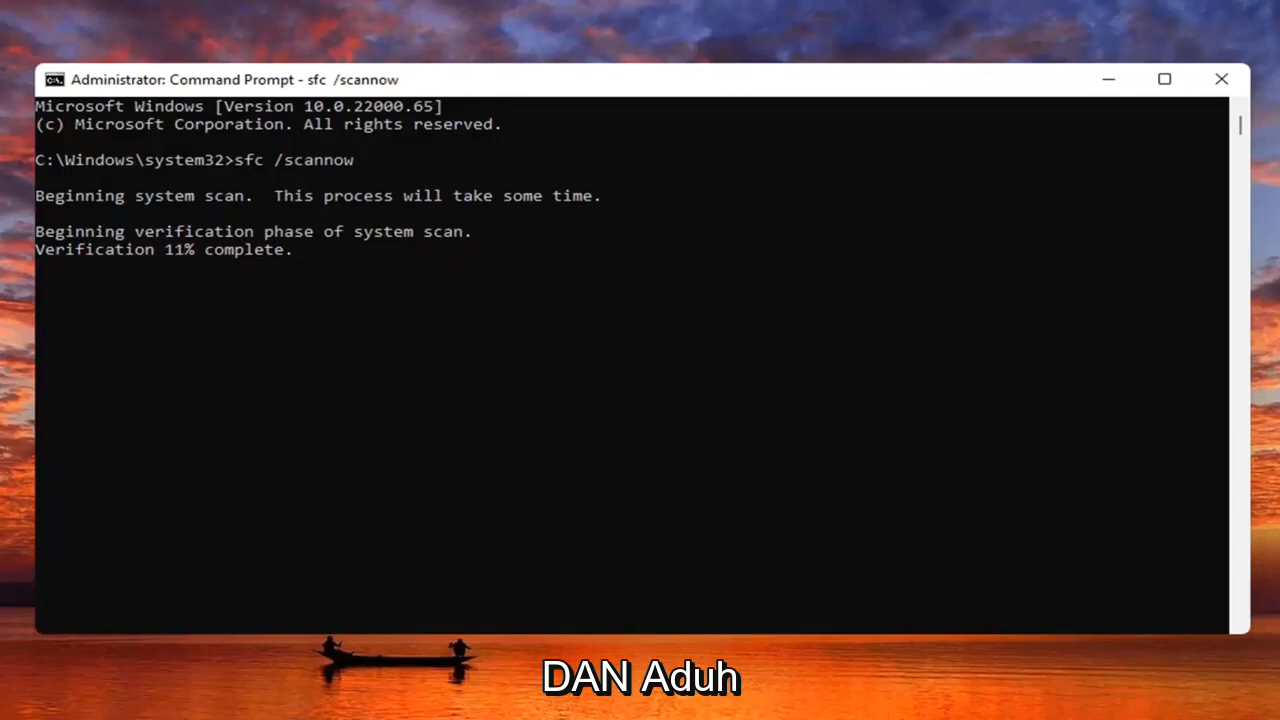 Administrator: Command Prompt - sfc  /scannow
Microsoft Windows [Version 10.0.22000.65]
(c) Microsoft Corporation. All rights reserved.
C:\Windows\system32>sfc /scannow
Beginning system scan.  This process will take some time.
Beginning verification phase of system scan.
Verification 11% complete.
DAN Aduh